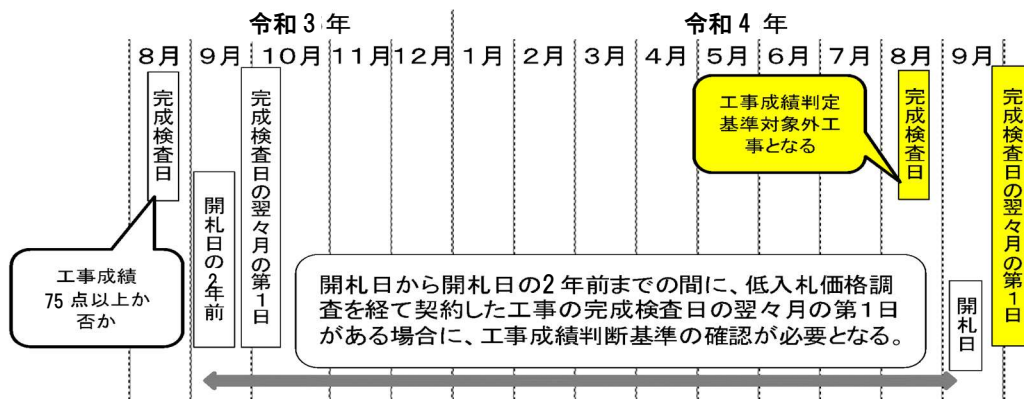 令和3年
令和4 年
8月
9月
10月
11月
12月
1月
2月
3月
4月
5月
6月
7月
8月
9月
完成検査日
開札日の2年前
完成検査日の翌々月の第1日
工事成績
75点以上か
否か
工事成績判定
基準対象外工
事となる
完成検査日
完成検査日の翌々月の第1日
開札日から開札日の2年前までの間に、低入札価格調
査を経て契約した工事の完成検査日の翌々月の第1日
がある場合に、工事成績判断基準の確認が必要となる。
開札日